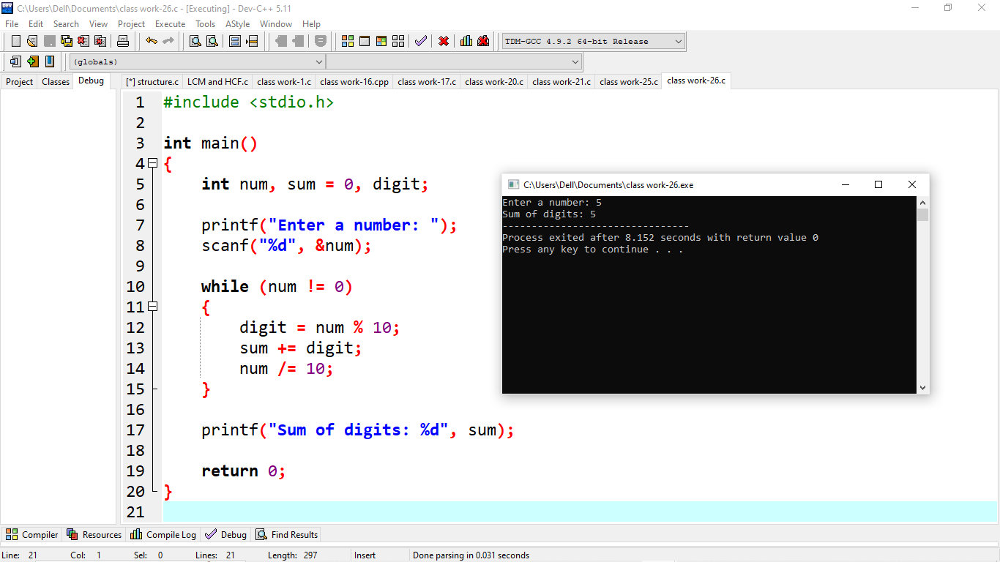 C:\Users\Dell\Documents\class work-26.c - [Executing] - Dev-C++ 5.11
File Edit Search View Project Execute Tools AStyle Window Help
TDM-GCC 4.9.2 64-bit Release
(globals)
Project Classes Debug
[*] structure.c LCM and HCF.c class work-1.c class work-16.cpp class work-17.c class work-20.c class work-21.c class work-25.c class work-26.c
1 #include <stdio.h>
2
3 int main()
4 {
5 int num, sum = 0, digit;
6
7 printf("Enter a number: ");
8 scanf("%d", &num);
9
10 while (num != 0)
11 {
12 digit = num % 10;
13 sum += digit;
14 num /= 10;
15 }
16
17 printf("Sum of digits: %d", sum);
18
19 return 0;
20 }
21
C:\Users\Dell\Documents\class work-26.exe
Enter a number: 5
Sum of digits: 5
--------------------------------
Process exited after 8.152 seconds with return value 0
Press any key to continue . . .
Compiler Resources Compile Log Debug Find Results
Line: 21 Col: 1 Sel: 0 Lines: 21 Length: 297 Insert Done parsing in 0.031 seconds